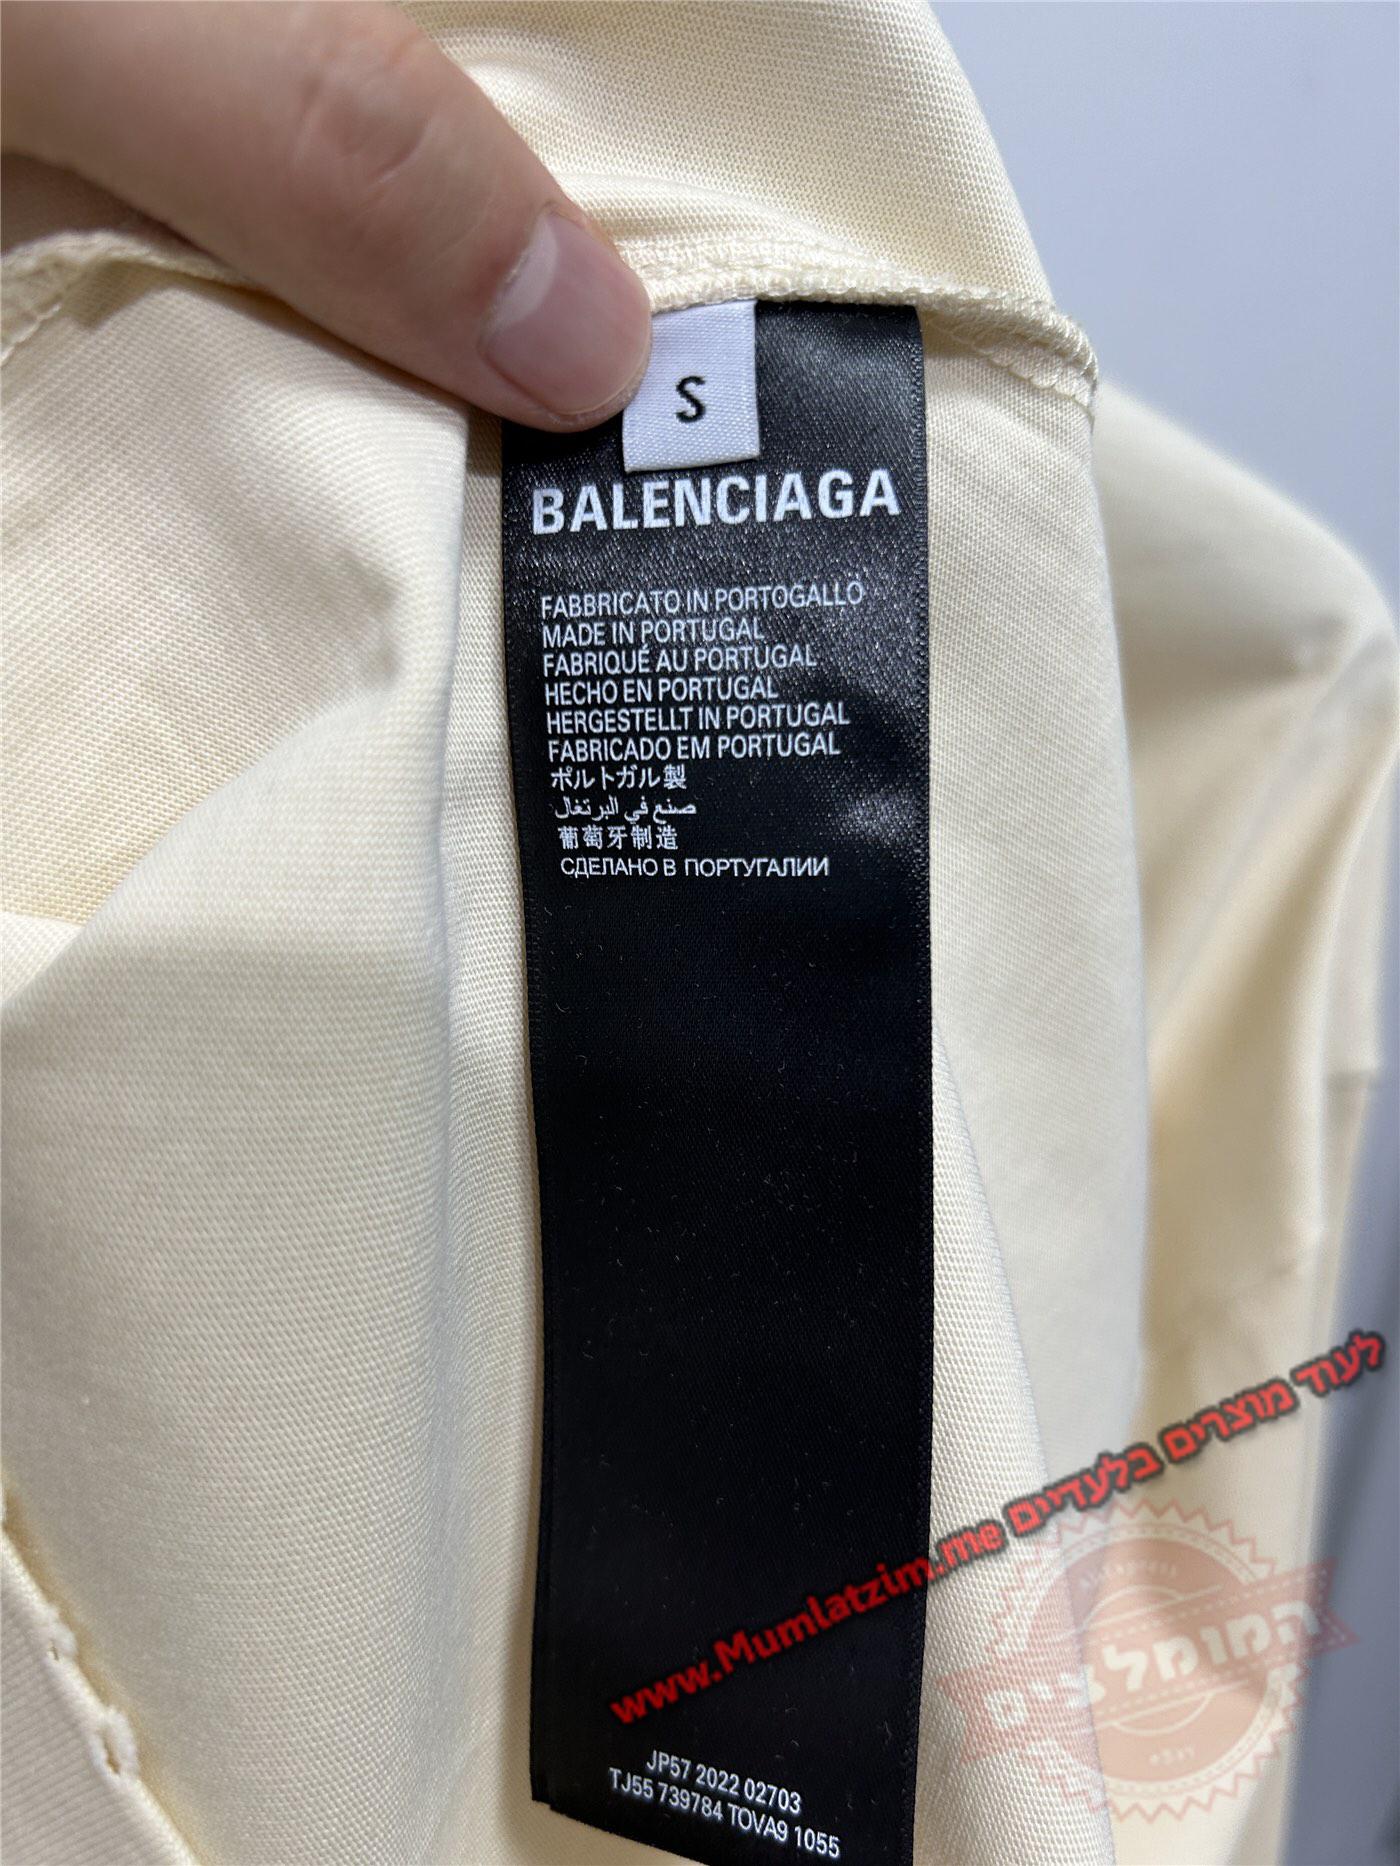 S
BALENCIAGA
FABBRICATO IN PORTOGALLO
MADE IN PORTUGAL
FABRIQUÉ AU PORTUGAL
HECHO EN PORTUGAL
HERGESTELLT IN PORTUGAL
FABRICADO EM PORTUGAL
ポルトガル製
صنع في البرتغال
葡萄牙制造
СДЕЛАНО В ПОРТУГАЛИИ
לעוד מוצרים בלעדיים www.Mumlatzim.me
המומלצים
eBay
JP57 2022 02703
TJ55 739784 TOVA9 1055